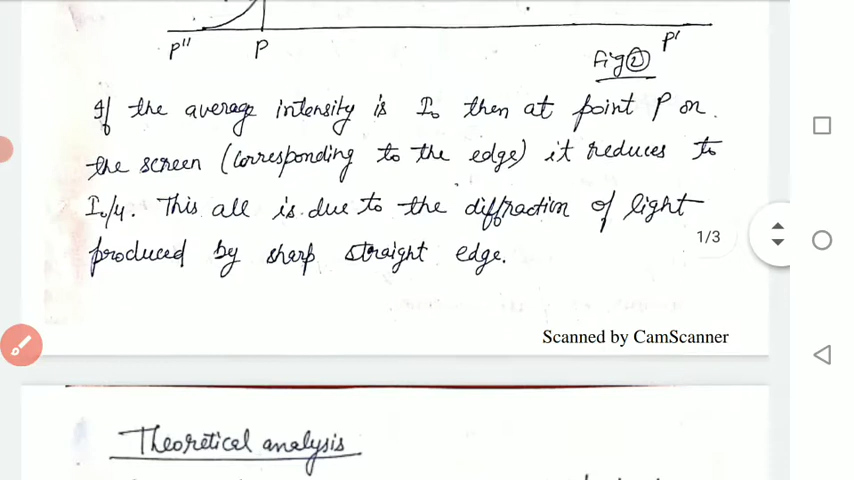 P" P P'
Fig②
If the average intensity is I₀ then at point P on
the screen (corresponding to the edge) it reduces to
I₀/4. This all is due to the diffraction of light
produced by sharp straight edge.
1/3
Scanned by CamScanner
Theoretical analysis